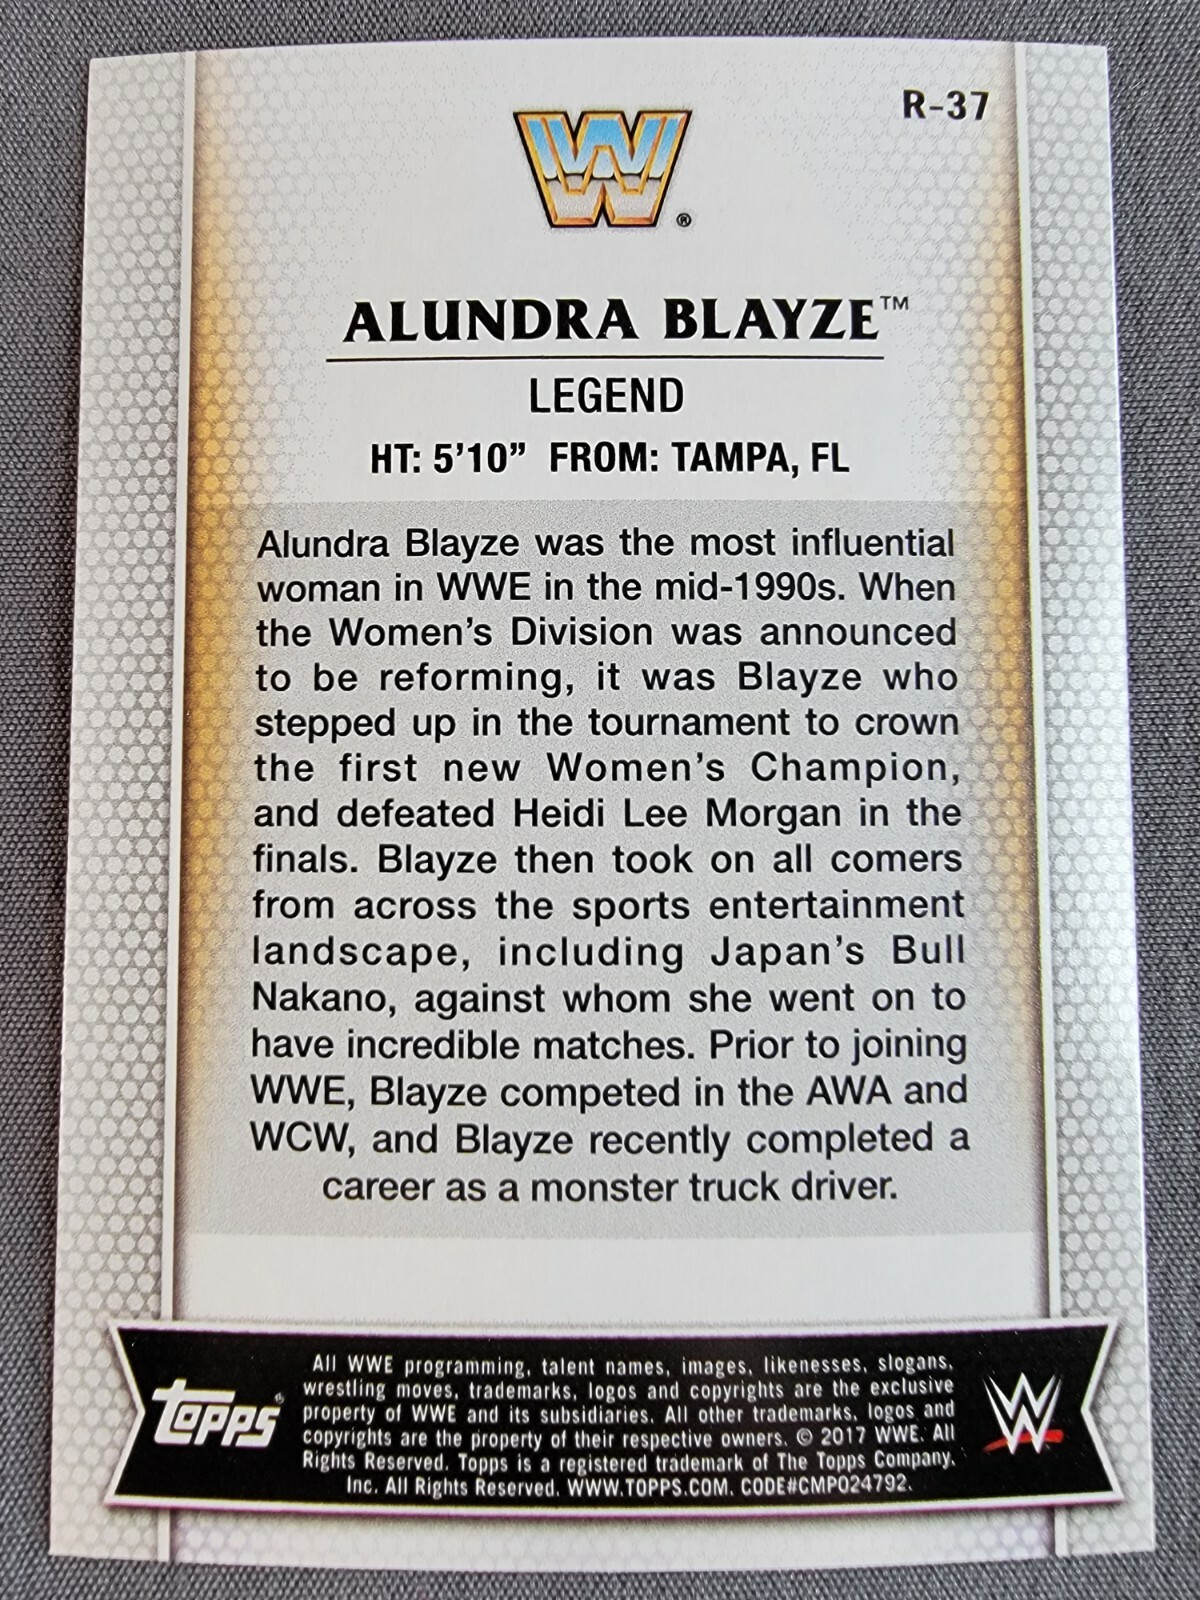 R-37
W
®
ALUNDRA BLAYZE™
LEGEND
HT: 5'10” FROM: TAMPA, FL
Alundra Blayze was the most influential
woman in WWE in the mid-1990s. When
the Women's Division was announced
to be reforming, it was Blayze who
stepped up in the tournament to crown
the first new Women's Champion,
and defeated Heidi Lee Morgan in the
finals. Blayze then took on all comers
from across the sports entertainment
landscape, including Japan's Bull
Nakano, against whom she went on to
have incredible matches. Prior to joining
WWE, Blayze competed in the AWA and
WCW, and Blayze recently completed a
career as a monster truck driver.
topps®
All WWE programming, talent names, images, likenesses, slogans,
wrestling moves, trademarks, logos and copyrights are the exclusive
property of WWE and its subsidiaries. All other trademarks, logos and
copyrights are the property of their respective owners. © 2017 WWE. All
Rights Reserved. Topps is a registered trademark of The Topps Company,
Inc. All Rights Reserved. WWW.TOPPS.COM. CODE#CMP024792.
W